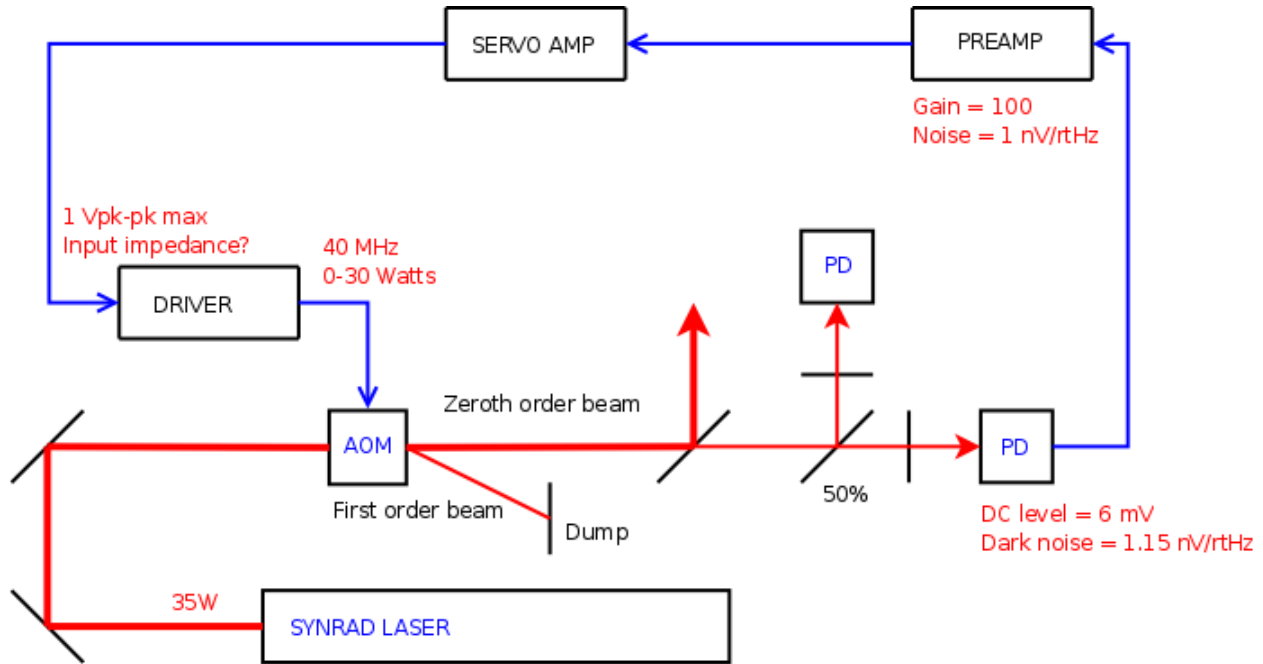 SERVO AMP
PREAMP
Gain = 100
Noise = 1 nV/rtHz
1 Vpk-pk max
Input impedance?
40 MHz
0-30 Watts
DRIVER
PD
Zeroth order beam
AOM
PD
50%
First order beam
Dump
DC level = 6 mV
Dark noise = 1.15 nV/rtHz
35W
SYNRAD LASER